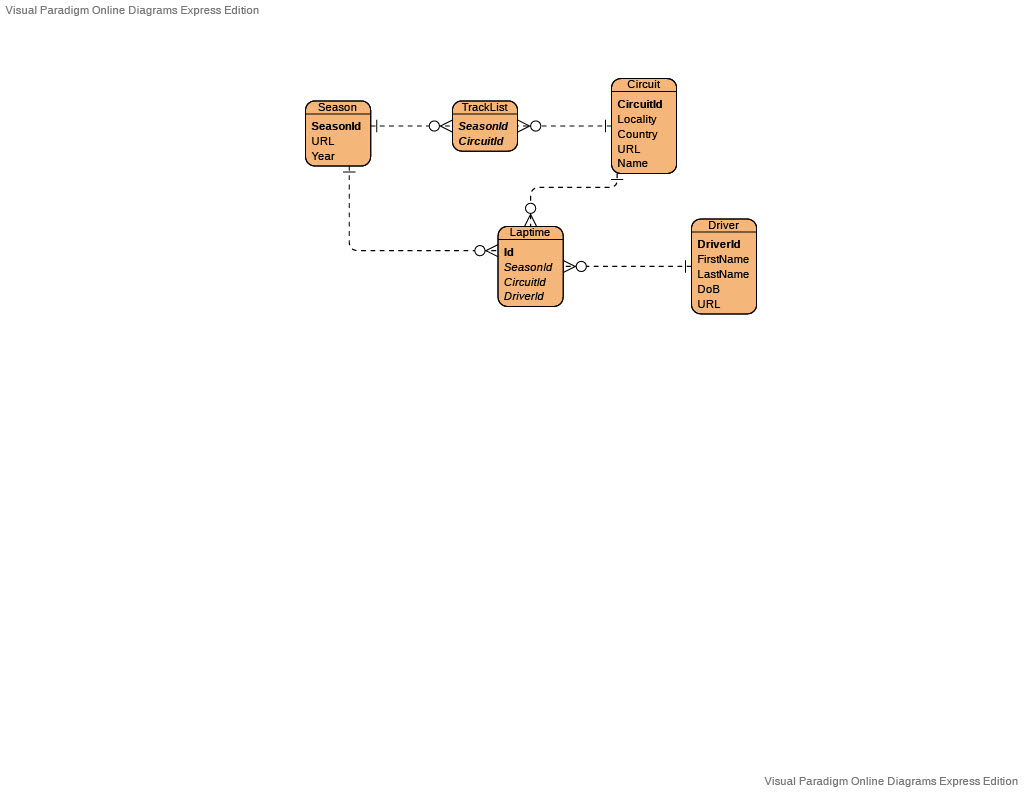 Visual Paradigm Online Diagrams Express Edition
Season
SeasonId
URL
Year
TrackList
SeasonId
CircuitId
Circuit
CircuitId
Locality
Country
URL
Name
Laptime
Id
SeasonId
CircuitId
DriverId
Driver
DriverId
FirstName
LastName
DoB
URL
Visual Paradigm Online Diagrams Express Edition